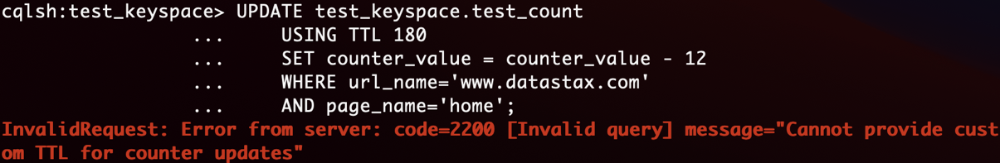 cqlsh:test_keyspace> UPDATE test_keyspace.test_count
... USING TTL 180
... SET counter_value = counter_value - 12
... WHERE url_name='www.datastax.com'
... AND page_name='home';
InvalidRequest: Error from server: code=2200 [Invalid query] message="Cannot provide cust
om TTL for counter updates"